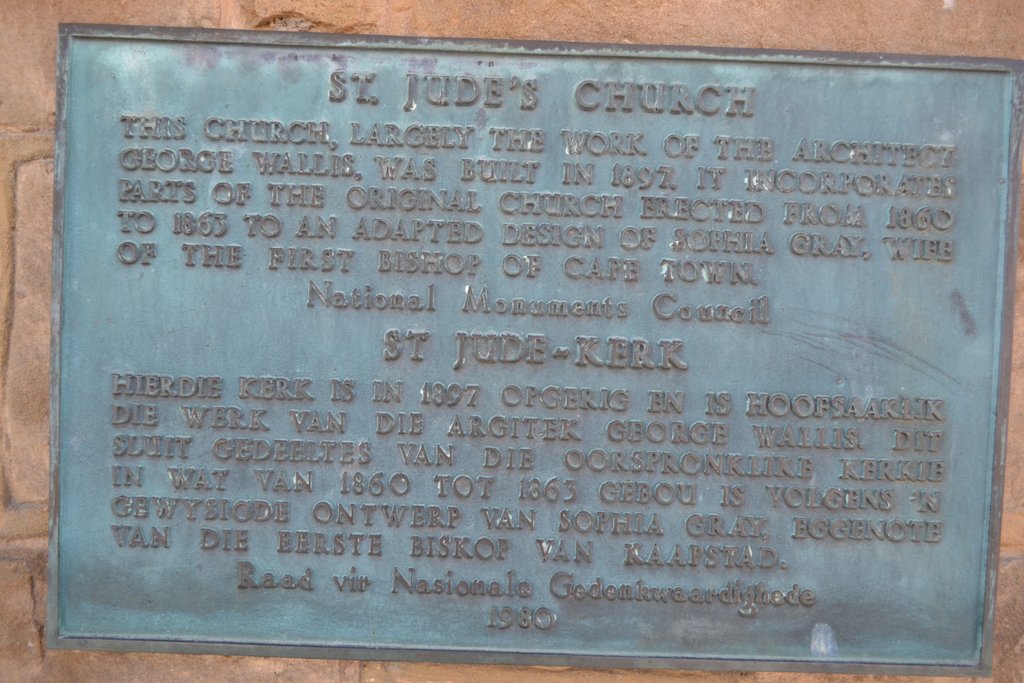 ST. JUDE'S CHURCH
THIS CHURCH, LARGELY THE WORK OF THE ARCHITECT
GEORGE WALLIS, WAS BUILT IN 1897. IT INCORPORATES
PARTS OF THE ORIGINAL CHURCH ERECTED FROM 1860
TO 1863 TO AN ADAPTED DESIGN OF SOPHIA GRAY, WIFE
OF THE FIRST BISHOP OF CAPE TOWN.
National Monuments Council
ST JUDE-KERK
HIERDIE KERK IS IN 1897 OPGERIG EN IS HOOFSAAKLIK
DIE WERK VAN DIE ARGITEK GEORGE WALLIS. DIT
SLUIT GEDEELTES VAN DIE OORSPRONKLIKE KERKIE
IN WAT VAN 1860 TOT 1863 GEBOU IS VOLGENS 'N
GEWYSIGDE ONTWERP VAN SOPHIA GRAY, EGGENOTE
VAN DIE EERSTE BISKOP VAN KAAPSTAD.
Raad vir Nasionale Gedenkwaardighede
1980